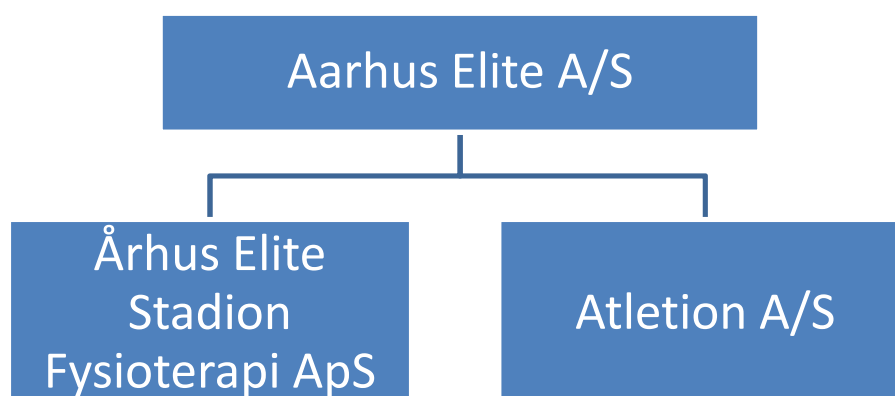 Aarhus Elite A/S
Århus Elite
Stadion
Fysioterapi ApS
Atletion A/S